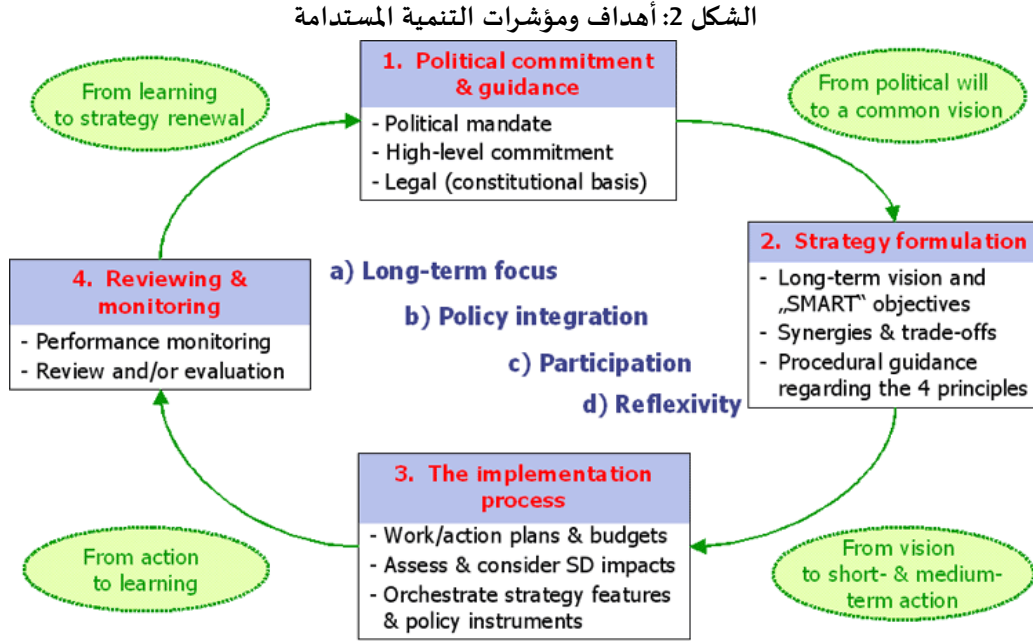 الشكل 2: أهداف ومؤشرات التنمية المستدامة
From learning
to strategy renewal
1. Political commitment
& guidance
- Political mandate
- High-level commitment
- Legal (constitutional basis)
From political will
to a common vision
2. Strategy formulation
- Long-term vision and
„SMART“ objectives
- Synergies & trade-offs
- Procedural guidance
regarding the 4 principles
4. Reviewing &
monitoring
- Performance monitoring
- Review and/or evaluation
a) Long-term focus
b) Policy integration
c) Participation
d) Reflexivity
3. The implementation
process
- Work/action plans & budgets
- Assess & consider SD impacts
- Orchestrate strategy features
& policy instruments
From action
to learning
From vision
to short- & medium-
term action